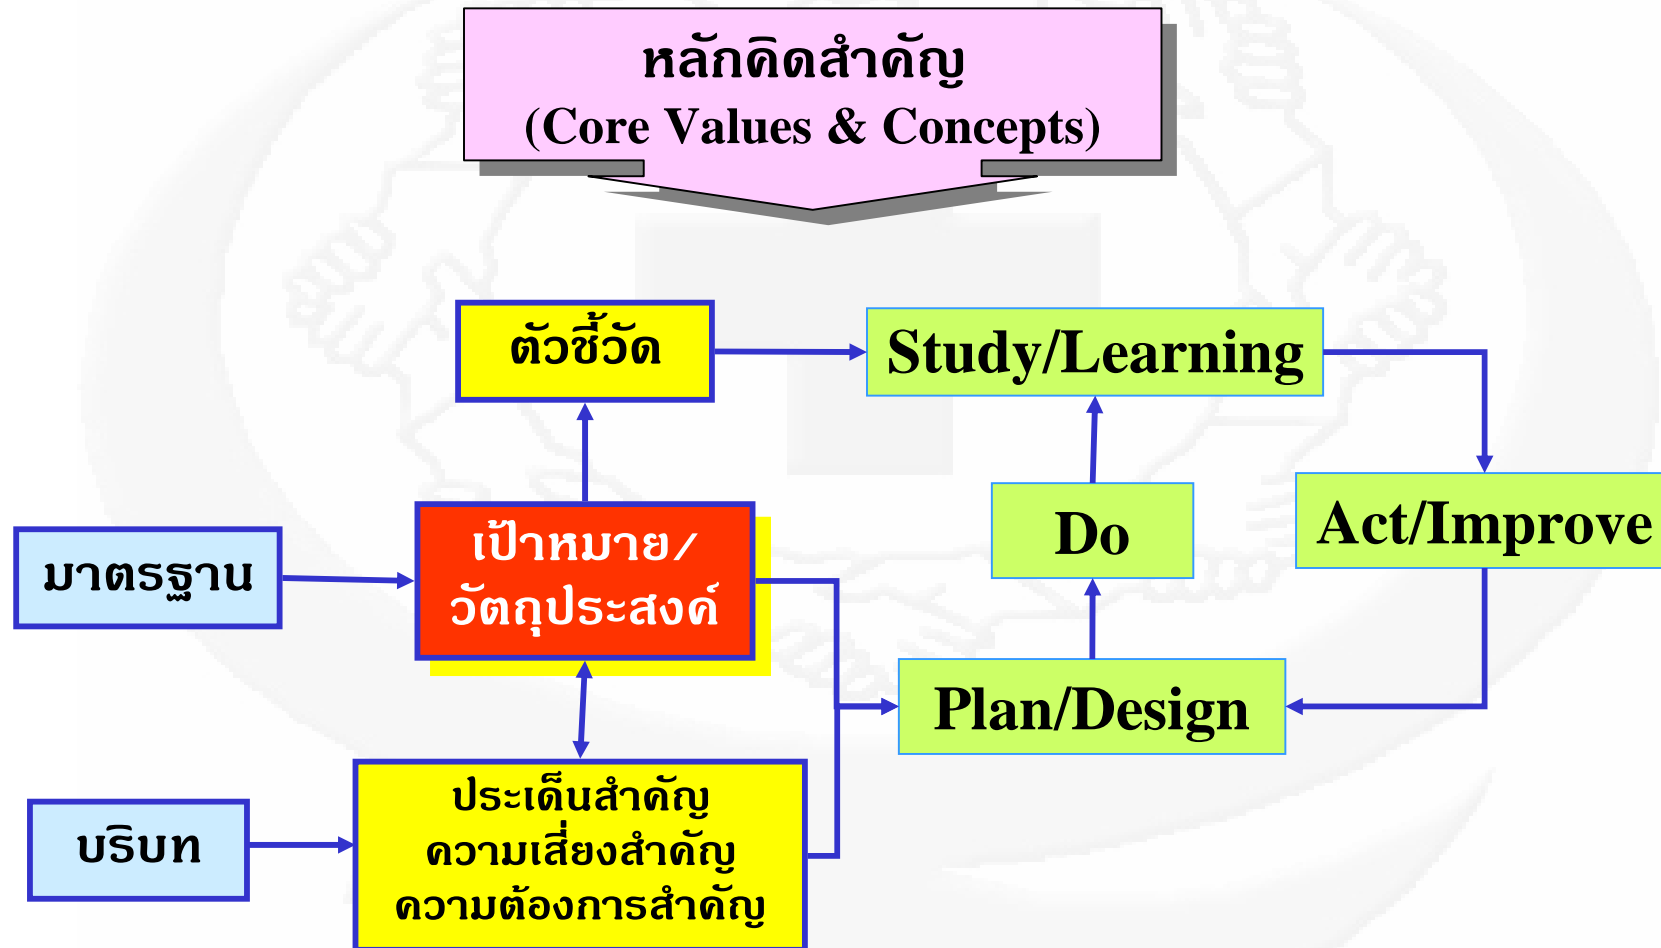 หลักคิดสำคัญ
(Core Values & Concepts)
ตัวชี้วัด
Study/Learning
เป้าหมาย/
วัตถุประสงค์
มาตรฐาน
Do
Act/Improve
Plan/Design
ประเด็นสำคัญ
ความเสี่ยงสำคัญ
ความต้องการสำคัญ
บริบท